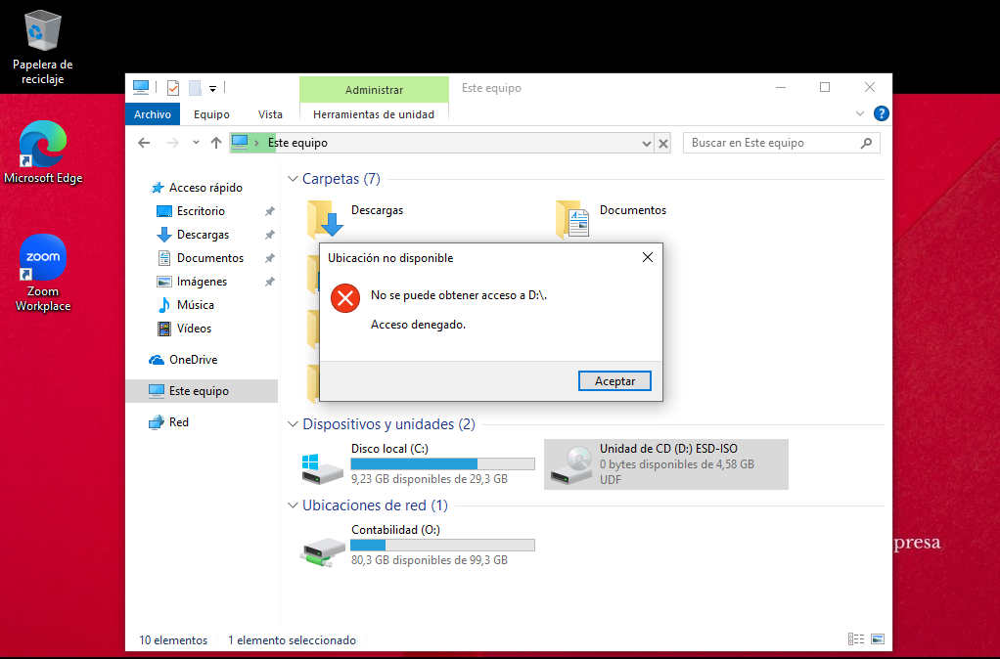 Papelera de
reciclaje
Microsoft Edge
zoom
Zoom
Workplace
Administrar
Este equipo
Archivo
Equipo
Vista
Herramientas de unidad
?
Este equipo
Buscar en Este equipo
Acceso rápido
Escritorio
Descargas
Documentos
Imágenes
Música
Vídeos
OneDrive
Este equipo
Red
Carpetas (7)
Descargas
Documentos
Ubicación no disponible
No se puede obtener acceso a D:\.
Acceso denegado.
Aceptar
Dispositivos y unidades (2)
Disco local (C:)
9,23 GB disponibles de 29,3 GB
Unidad de CD (D:) ESD-ISO
0 bytes disponibles de 4,58 GB
UDF
Ubicaciones de red (1)
Contabilidad (O:)
80,3 GB disponibles de 99,3 GB
presa
10 elementos
1 elemento seleccionado